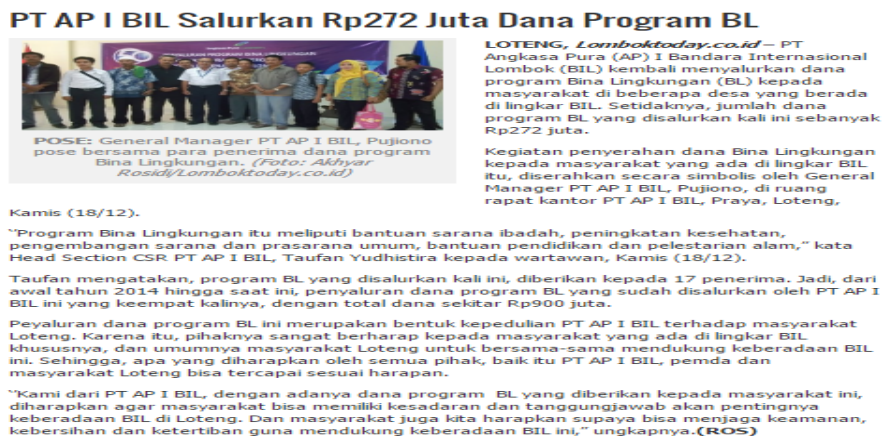 PT AP I BIL Salurkan Rp272 Juta Dana Program BL
LOTENG, Lomboktoday.co.id – PT
Angkasa Pura (AP) I Bandara Internasional
Lombok (BIL) kembali menyalurkan dana
program Bina Lingkungan (BL) kepada
masyarakat di beberapa desa yang berada
di lingkar BIL. Setidaknya, jumlah dana
program BL yang disalurkan kali ini sebanyak
Rp272 juta.
POSE: General Manager PT AP I BIL, Pujiono
pose bersama para penerima dana program
Bina Lingkungan. (Foto: Akhyar
Rosidi/Lomboktoday.co.id)
Kegiatan penyerahan dana Bina Lingkungan
kepada masyarakat yang ada di lingkar BIL
itu, diserahkan secara simbolis oleh General
Manager PT AP I BIL, Pujiono, di ruang
rapat kantor PT AP I BIL, Praya, Loteng,
Kamis (18/12).
"Program Bina Lingkungan itu meliputi bantuan sarana ibadah, peningkatan kesehatan,
pengembangan sarana dan prasarana umum, bantuan pendidikan dan pelestarian alam," kata
Head Section CSR PT AP I BIL, Taufan Yudhistira kepada wartawan, Kamis (18/12).
Taufan mengatakan, program BL yang disalurkan kali ini, diberikan kepada 17 penerima. Jadi, dari
awal tahun 2014 hingga saat ini, penyaluran dana program BL yang sudah disalurkan oleh PT AP I
BIL ini yang keempat kalinya, dengan total dana sekitar Rp900 juta.
Peyaluran dana program BL ini merupakan bentuk kepedulian PT AP I BIL terhadap masyarakat
Loteng. Karena itu, pihaknya sangat berharap kepada masyarakat yang ada di lingkar BIL
khususnya, dan umumnya masyarakat Loteng untuk bersama-sama mendukung keberadaan BIL
ini. Sehingga, apa yang diharapkan oleh semua pihak, baik itu PT AP I BIL, pemda dan
masyarakat Loteng bisa tercapai sesuai harapan.
"Kami dari PT AP I BIL, dengan adanya dana program  BL yang diberikan kepada masyarakat ini,
diharapkan agar masyarakat bisa memiliki kesadaran dan tanggungjawab akan pentingnya
keberadaan BIL di Loteng. Dan masyarakat juga kita harapkan supaya bisa menjaga keamanan,
kebersihan dan ketertiban guna mendukung keberadaan BIL ini," ungkapnya.(ROS)